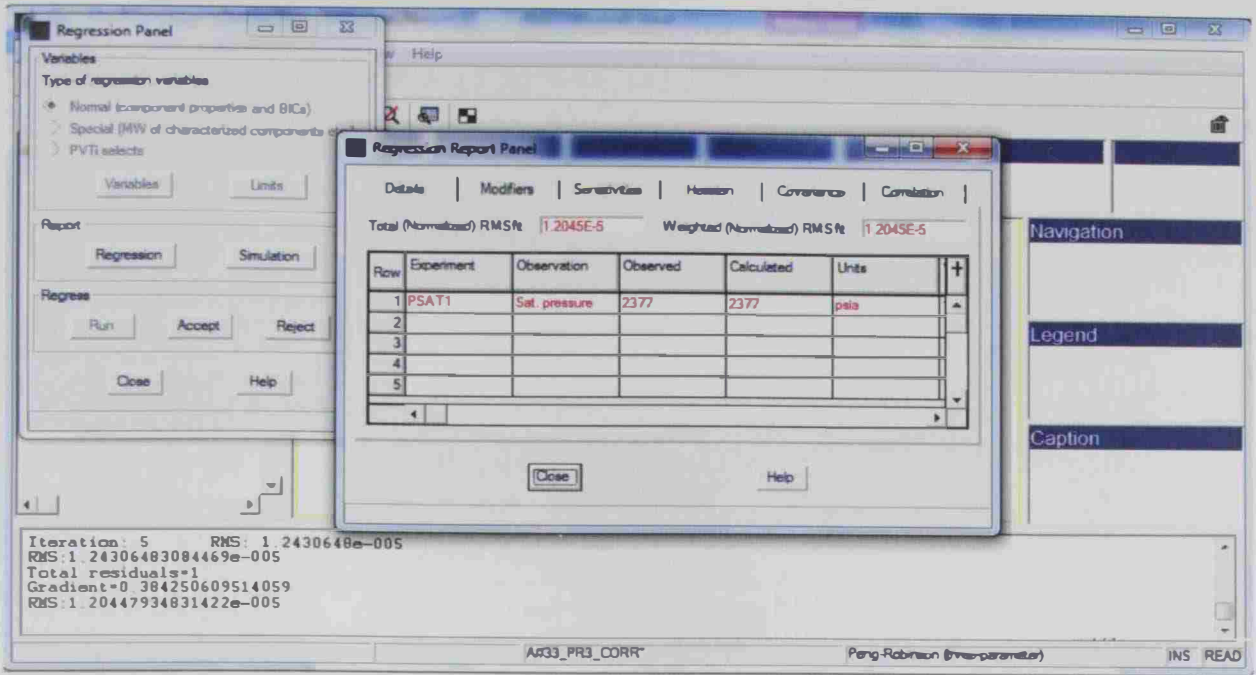 Regression Panel
Help
Variables
Type of regression variables
Normal (component properties and BICs)
Special (MW of characterized components
PVTi selects
Variables Limits
Report
Regression Simulation
Regress
Run Accept Reject
Close Help
Regression Report Panel
Details Modifiers Sensitivities Hessian Covariance Correlation
Total (Normalized) RMS fit 1.2045E-5 Weighted (Normalized) RMS fit 1.2045E-5
Row Experiment Observation Observed Calculated Units +
1 PSAT1 Sat. pressure 2377 2377 psia
2
3
4
5
Close Help
Navigation
Legend
Caption
Iteration: 5 RMS: 1.2430648e-005
RMS:1.24306483084469e-005
Total residuals=1
Gradient=0.384250609514059
RMS:1.20447934831422e-005
A#33_PR3_CORR* Peng-Robinson (three-parameter) INS READ